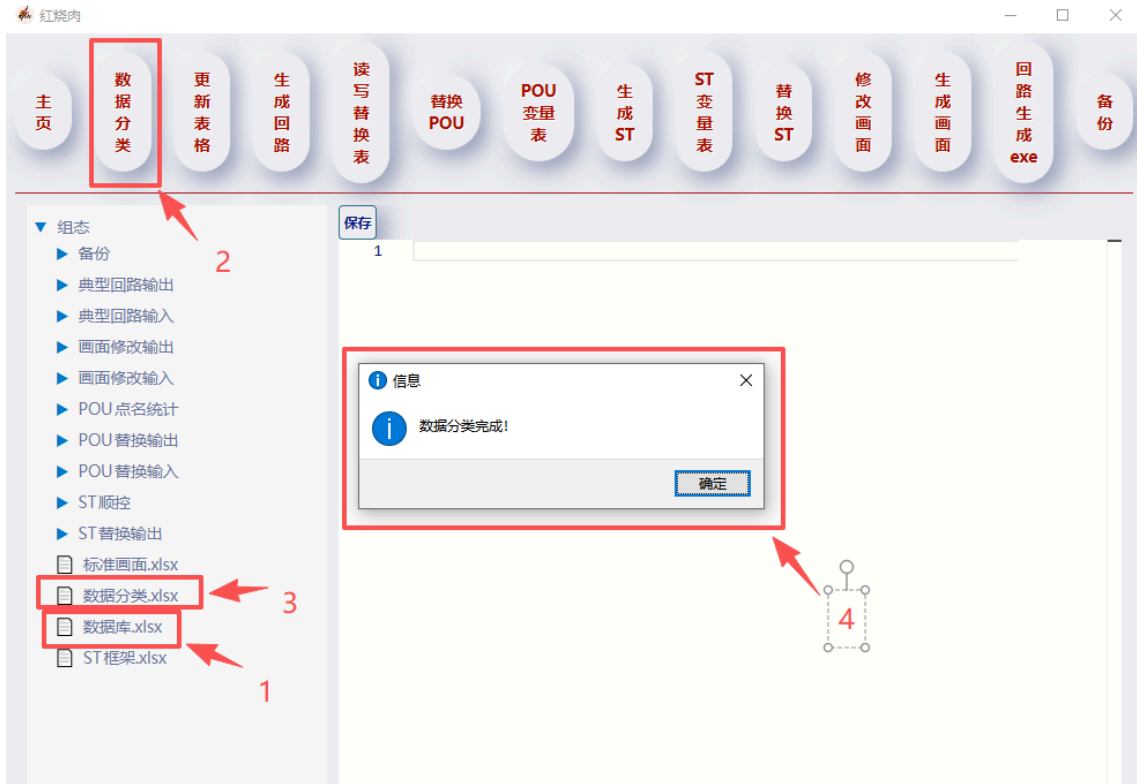 红烧肉
主页
数据分类
更新表格
生成回路
读写替换表
替换
POU
POU
变量
表
生成
ST
ST
变量表
替换
ST
修改画面
生成画面
回路生成
exe
备份
2
组态
备份
典型回路输出
典型回路输入
画面修改输出
画面修改输入
POU点名统计
POU替换输出
POU替换输入
ST顺控
ST替换输出
标准画面.xlsx
数据分类.xlsx
3
数据库.xlsx
ST框架.xlsx
1
保存
1
信息
数据分类完成!
确定
4